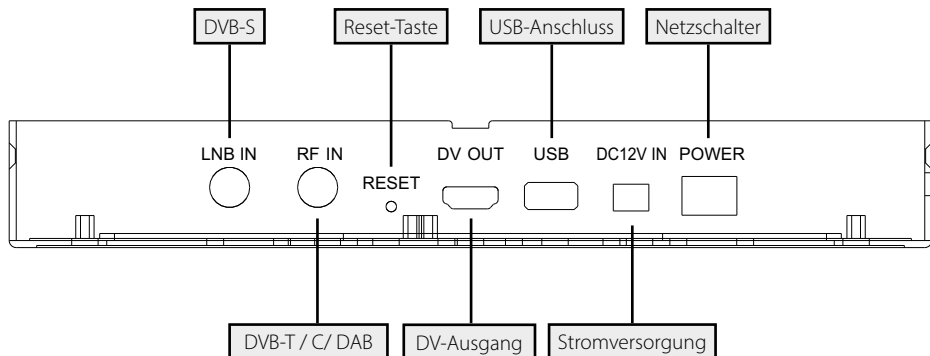 DVB-S
Reset-Taste
USB-Anschluss
Netzschalter
LNB IN
RF IN
RESET
DV OUT
USB
DC12V IN
POWER
DVB-T / C/ DAB
DV-Ausgang
Stromversorgung